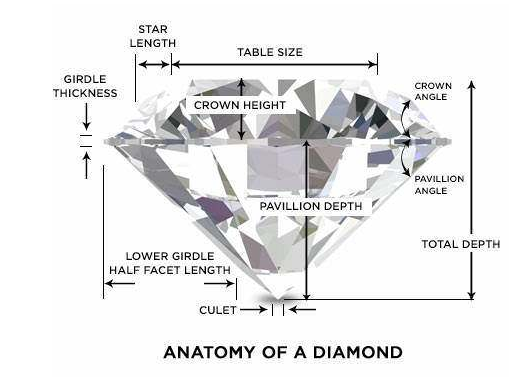 STAR
LENGTH
TABLE SIZE
GIRDLE
THICKNESS
CROWN HEIGHT
CROWN
ANGLE
PAVILLION
ANGLE
PAVILLION DEPTH
TOTAL DEPTH
LOWER GIRDLE
HALF FACET LENGTH
CULET
ANATOMY OF A DIAMOND